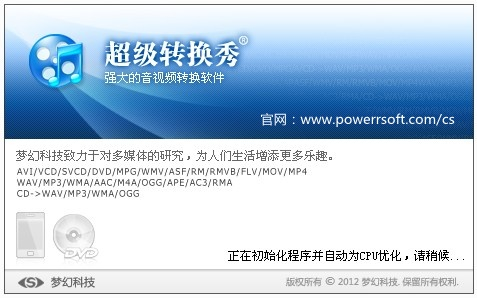 超级转换秀®
强大的音视频转换软件
官网：www.powerrsoft.com/cs
梦幻科技致力于对多媒体的研究，为人们生活增添更多乐趣。
AVI/VCD/SVCD/DVD/MPG/WMV/ASF/RM/RMVB/FLV/MOV/MP4
WAV/MP3/WMA/AAC/M4A/OGG/APE/AC3/RMA
CD->WAV/MP3/WMA/OGG
DVD
正在初始化程序并自动为CPU优化，请稍候...
S 梦幻科技
版权所有 © 2012 梦幻科技. 保留所有权利.